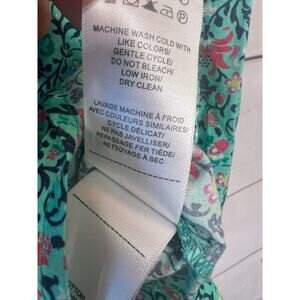 MACHINE WASH COLD WITH
LIKE COLORS/
GENTLE CYCLE/
DO NOT BLEACH/
LOW IRON/
DRY CLEAN
LAVAGE MACHINE À FROID
AVEC COULEURS SIMILAIRES/
CYCLE DÉLICAT/
NE PAS JAVELLISER/
REPASSAGE FER TIÈDE/
NETTOYAGE À SEC